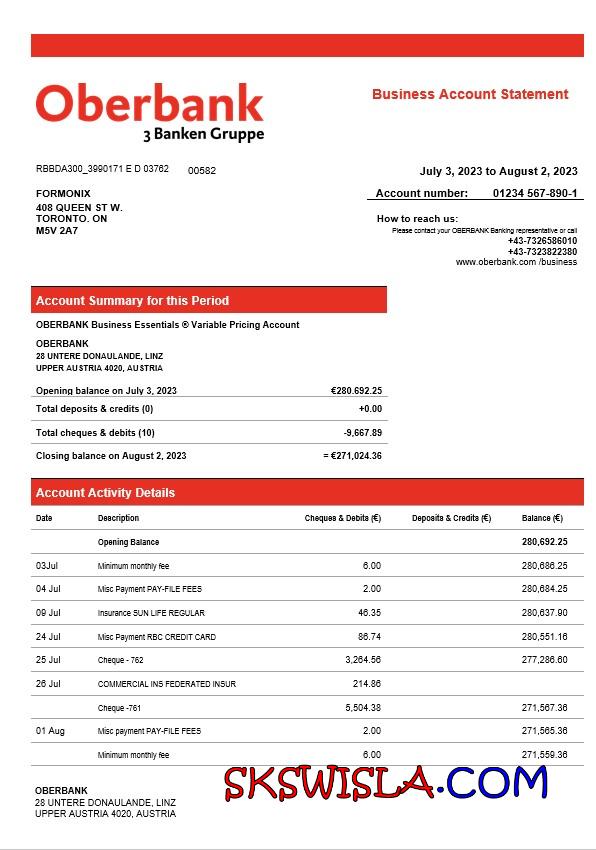 Oberbank
3 Banken Gruppe
Business Account Statement
RBBDA300_3990171 E D 03762 00582
July 3, 2023 to August 2, 2023
FORMONIX
Account number: 01234 567-890-1
408 QUEEN ST W.
TORONTO. ON
How to reach us:
M5V 2A7
Please contact your OBERBANK Banking representative or call
+43-7326586010
+43-7323822380
www.oberbank.com /business
Account Summary for this Period
OBERBANK Business Essentials ® Variable Pricing Account
OBERBANK
28 UNTERE DONAULANDE, LINZ
UPPER AUSTRIA 4020, AUSTRIA
Opening balance on July 3, 2023 €280.692.25
Total deposits & credits (0) +0.00
Total cheques & debits (10) -9,667.89
Closing balance on August 2, 2023 = €271,024.36
Account Activity Details
Date Description Cheques & Debits (€) Deposits & Credits (€) Balance (€)
Opening Balance 280,692.25
03Jul Minimum monthly fee 6.00 280,686.25
04 Jul Misc Payment PAY-FILE FEES 2.00 280,684.25
09 Jul Insurance SUN LIFE REGULAR 46.35 280,637.90
24 Jul Misc Payment RBC CREDIT CARD 86.74 280,551.16
25 Jul Cheque - 762 3,264.56 277,286.60
26 Jul COMMERCIAL INS FEDERATED INSUR 214.86
Cheque -761 5,504.38 271,567.36
01 Aug Misc payment PAY-FILE FEES 2.00 271,565.36
Minimum monthly fee 6.00 271,559.36
SKSWISLA.COM
OBERBANK
28 UNTERE DONAULANDE, LINZ
UPPER AUSTRIA 4020, AUSTRIA